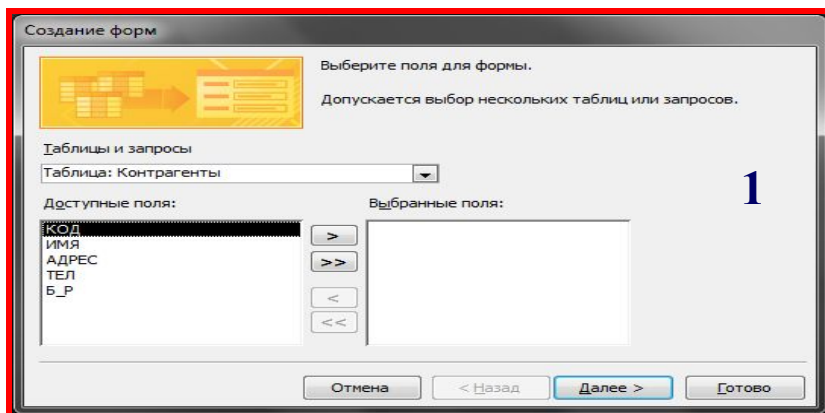 Создание форм
Выберите поля для формы.
Допускается выбор нескольких таблиц или запросов.
Таблицы и запросы
Таблица: Контрагенты
1
Доступные поля:
Выбранные поля:
КОД
ИМЯ
АДРЕС
ТЕЛ
Б_Р
>
>>
<
<<
Отмена
< Назад
Далее >
Готово